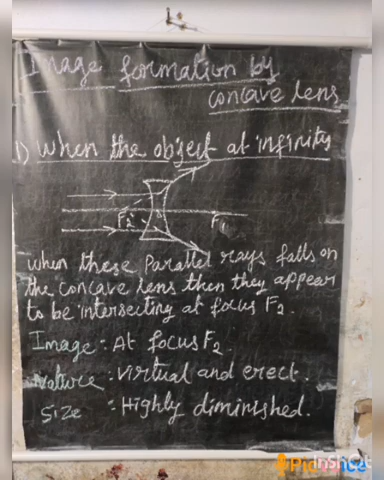 Image formation by
concave lens
1) When the object at infinity
F2
F1
when these Parallel rays falls on
the concave lens then they appear
to be intersecting at focus F2.
Image : At focus F2.
Nature : Virtual and erect.
Size : Highly diminished.
InShOt